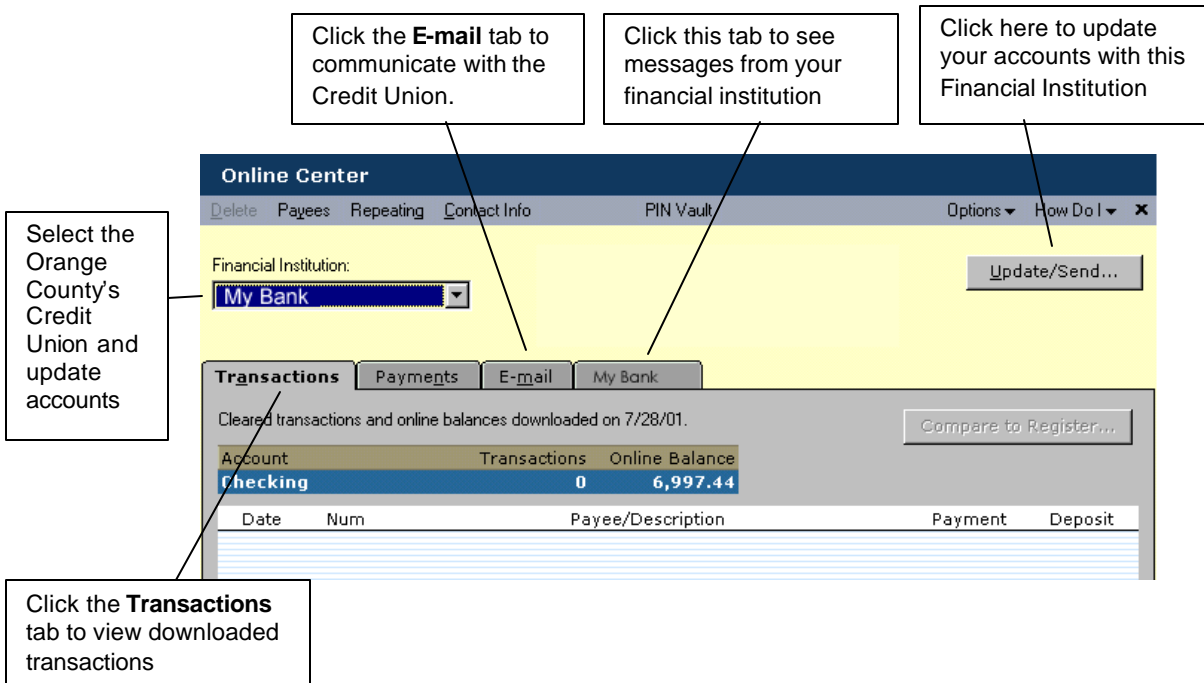 Click the E-mail tab to
communicate with the
Credit Union.
Click this tab to see
messages from your
financial institution
Click here to update
your accounts with this
Financial Institution
Select the
Orange
County's
Credit
Union and
update
accounts
Online Center
Delete Payees Repeating Contact Info PIN Vault Options How Do I
Financial Institution:
My Bank
Update/Send...
Transactions Payments E-mail My Bank
Cleared transactions and online balances downloaded on 7/28/01.
Compare to Register...
Account Transactions Online Balance
Checking 0 6,997.44
Date Num Payee/Description Payment Deposit
Click the Transactions
tab to view downloaded
transactions